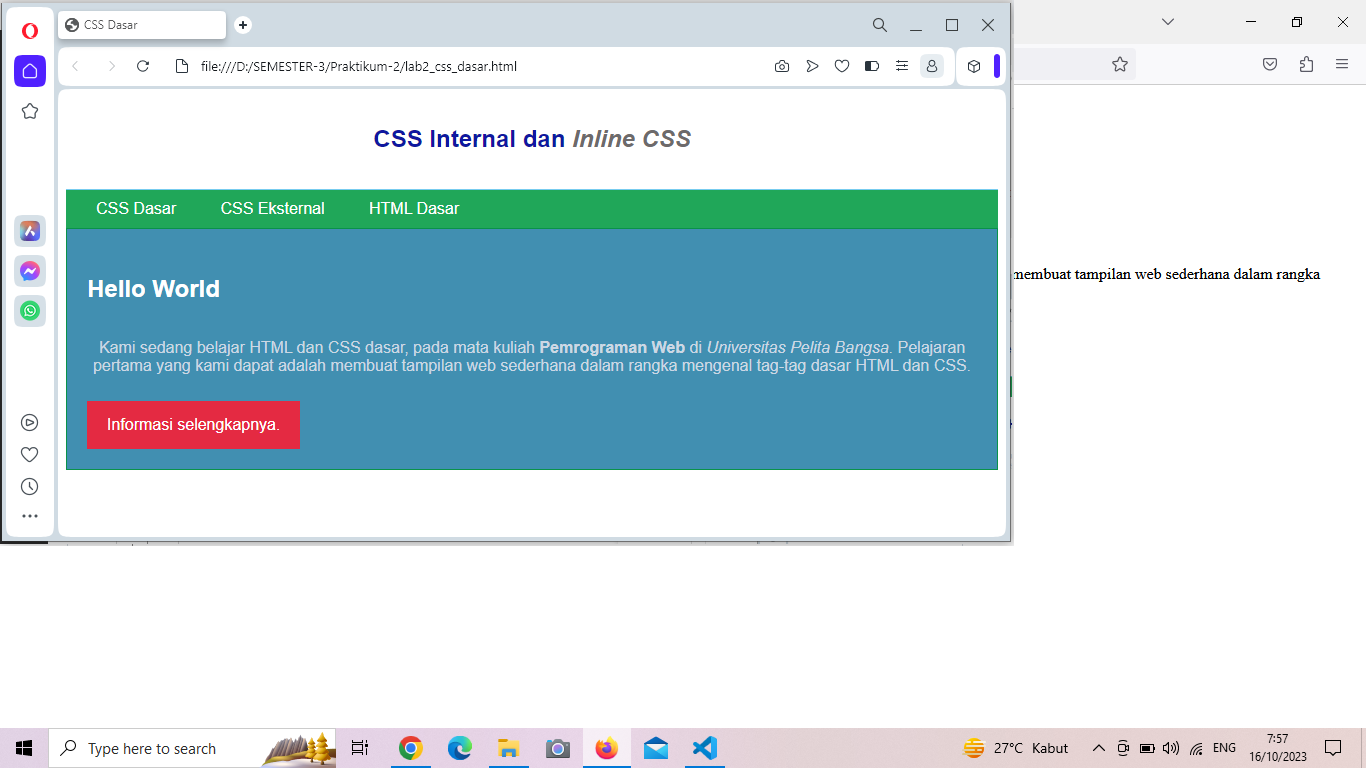 CSS Dasar
file:///D:/SEMESTER-3/Praktikum-2/lab2_css_dasar.html
CSS Internal dan Inline CSS
CSS Dasar CSS Eksternal HTML Dasar
Hello World
Kami sedang belajar HTML dan CSS dasar, pada mata kuliah Pemrograman Web di Universitas Pelita Bangsa. Pelajaran
pertama yang kami dapat adalah membuat tampilan web sederhana dalam rangka mengenal tag-tag dasar HTML dan CSS.
Informasi selengkapnya.
membuat tampilan web sederhana dalam rangka
Type here to search
27°C Kabut
ENG
7:57
16/10/2023